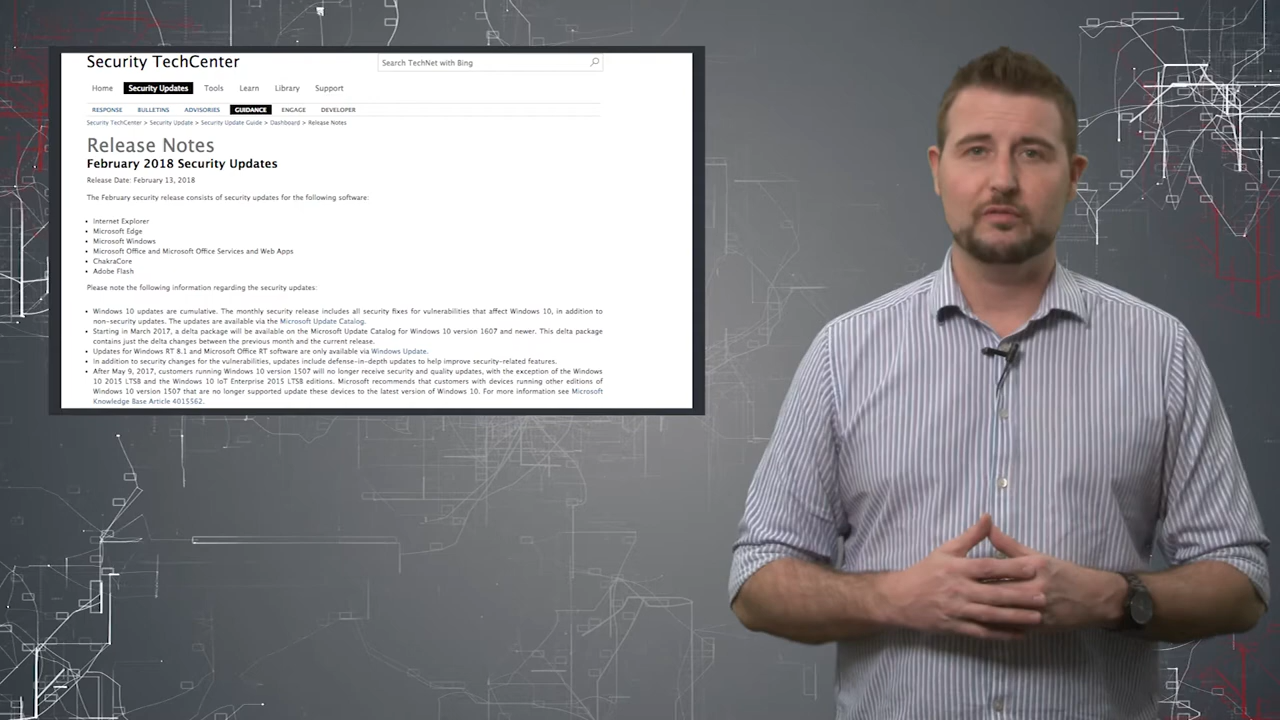 Security TechCenter
Search TechNet with Bing
Home Security Updates Tools Learn Library Support
RESPONSE BULLETINS ADVISORIES GUIDANCE ENGAGE DEVELOPER
Security TechCenter > Security Update > Security Update Guide > Dashboard > Release Notes
Release Notes
February 2018 Security Updates
Release Date: February 13, 2018
The February security release consists of security updates for the following software:
• Internet Explorer
• Microsoft Edge
• Microsoft Windows
• Microsoft Office and Microsoft Office Services and Web Apps
• ChakraCore
• Adobe Flash
Please note the following information regarding the security updates:
• Windows 10 updates are cumulative. The monthly security release includes all security fixes for vulnerabilities that affect Windows 10, in addition to
non-security updates. The updates are available via the Microsoft Update Catalog.
• Starting in March 2017, a delta package will be available on the Microsoft Update Catalog for Windows 10 version 1607 and newer. This delta package
contains just the delta changes between the previous month and the current release.
• Updates for Windows RT 8.1 and Microsoft Office RT software are only available via Windows Update.
• In addition to security changes for the vulnerabilities, updates include defense-in-depth updates to help improve security-related features.
• After May 9, 2017, customers running Windows 10 version 1507 will no longer receive security and quality updates, with the exception of the Windows
10 2015 LTSB and the Windows 10 IoT Enterprise 2015 LTSB editions. Microsoft recommends that customers with devices running other editions of
Windows 10 version 1507 that are no longer supported update these devices to the latest version of Windows 10. For more information see Microsoft
Knowledge Base Article 4015562.